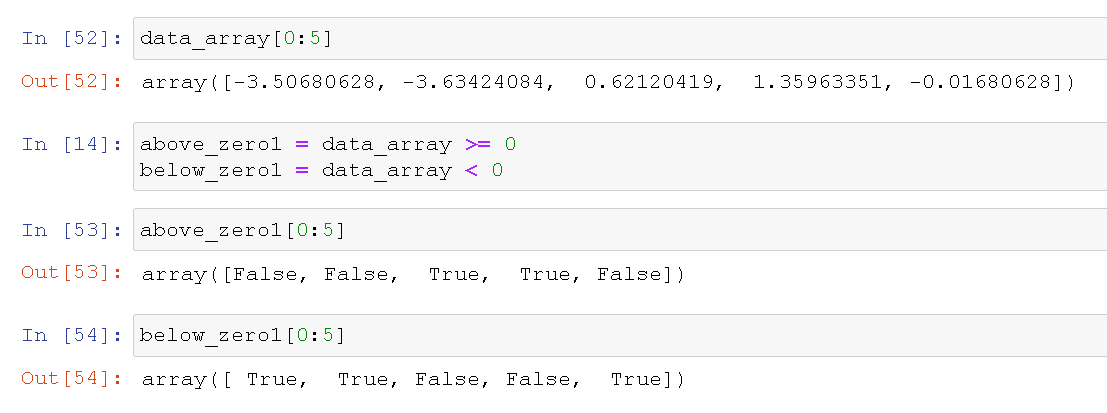 In [52]: data_array[0:5]
Out[52]: array([-3.50680628, -3.63424084,  0.62120419,  1.35963351, -0.01680628])
In [14]: above_zero1 = data_array >= 0
below_zero1 = data_array < 0
In [53]: above_zero1[0:5]
Out[53]: array([False, False,  True,  True, False])
In [54]: below_zero1[0:5]
Out[54]: array([ True,  True, False, False,  True])